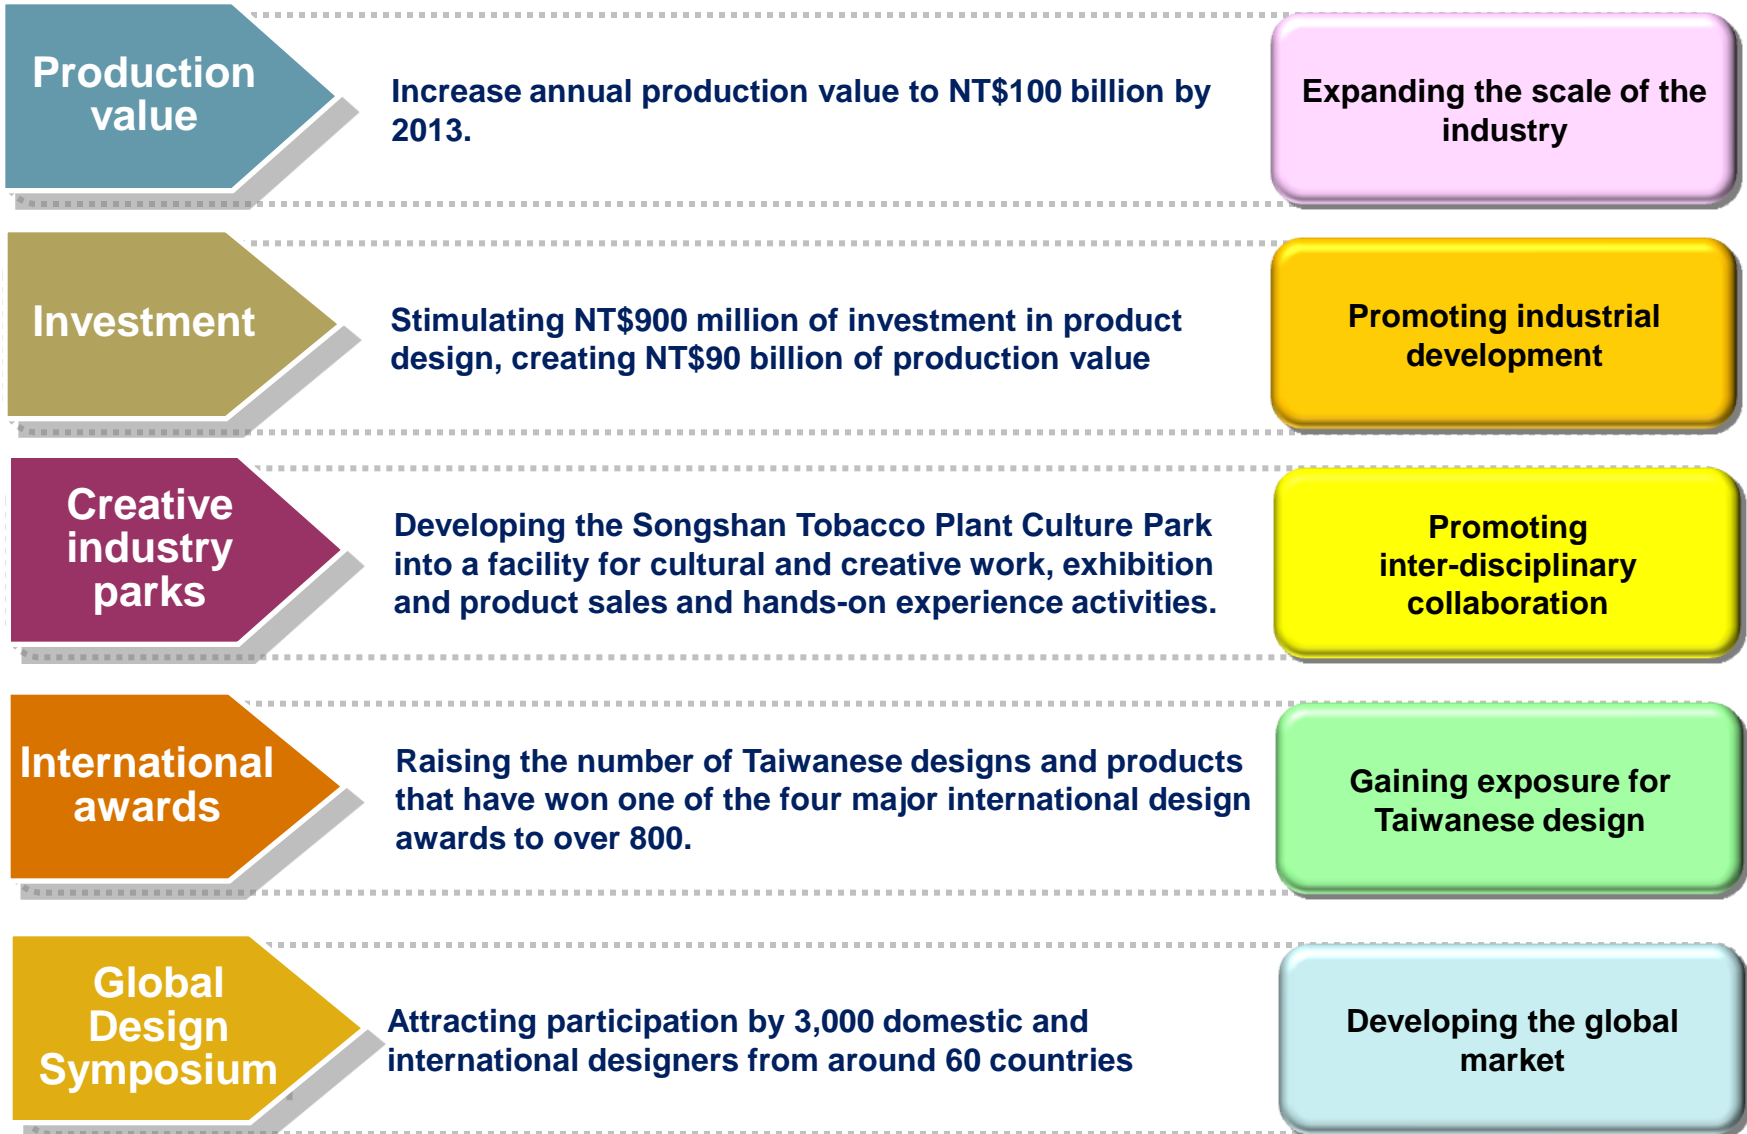 Production
value
Increase annual production value to NT$100 billion by
2013.
Expanding the scale of the
industry
Investment
Stimulating NT$900 million of investment in product
design, creating NT$90 billion of production value
Promoting industrial
development
Creative
industry
parks
Developing the Songshan Tobacco Plant Culture Park
into a facility for cultural and creative work, exhibition
and product sales and hands-on experience activities.
Promoting
inter-disciplinary
collaboration
International
awards
Raising the number of Taiwanese designs and products
that have won one of the four major international design
awards to over 800.
Gaining exposure for
Taiwanese design
Global
Design
Symposium
Attracting participation by 3,000 domestic and
international designers from around 60 countries
Developing the global
market